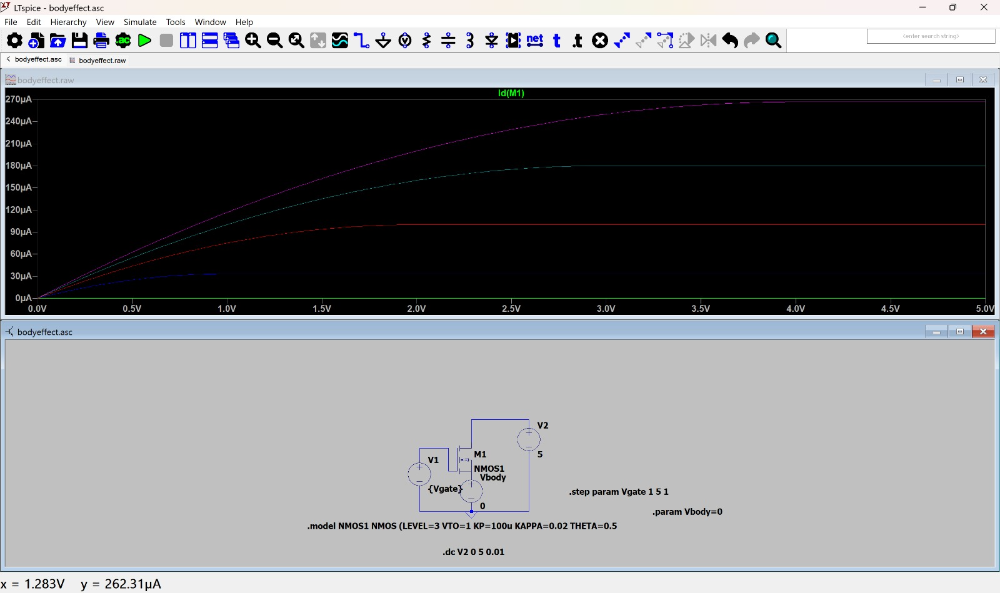 LTspice - bodyeffect.asc
File Edit Hierarchy View Simulate Tools Window Help
.ac net t .t <enter search string>
bodyeffect.asc bodyeffect.raw
bodyeffect.raw
Id(M1)
270µA
240µA
210µA
180µA
150µA
120µA
90µA
60µA
30µA
0µA
0.0V 0.5V 1.0V 1.5V 2.0V 2.5V 3.0V 3.5V 4.0V 4.5V 5.0V
bodyeffect.asc
V2
5
M1
V1
NMOS1
Vbody
{Vgate}
0
.step param Vgate 1 5 1
.param Vbody=0
.model NMOS1 NMOS (LEVEL=3 VTO=1 KP=100u KAPPA=0.02 THETA=0.5
.dc V2 0 5 0.01
x = 1.283V y = 262.31µA